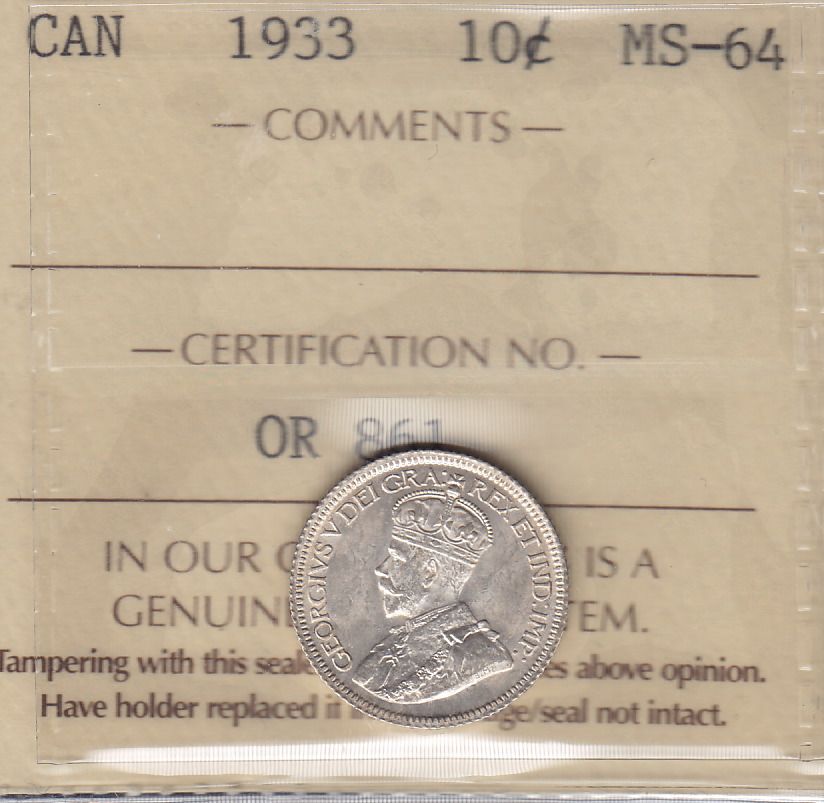 CAN 1933 10¢ MS-64
— COMMENTS —
— CERTIFICATION NO. —
OR 861
IN OUR IS A
GENUIN TEM.
Tampering with this seal es above opinion.
Have holder replaced if ge/seal not intact.
GEORGIVS V DEI GRA: REX ET IND: IMP: